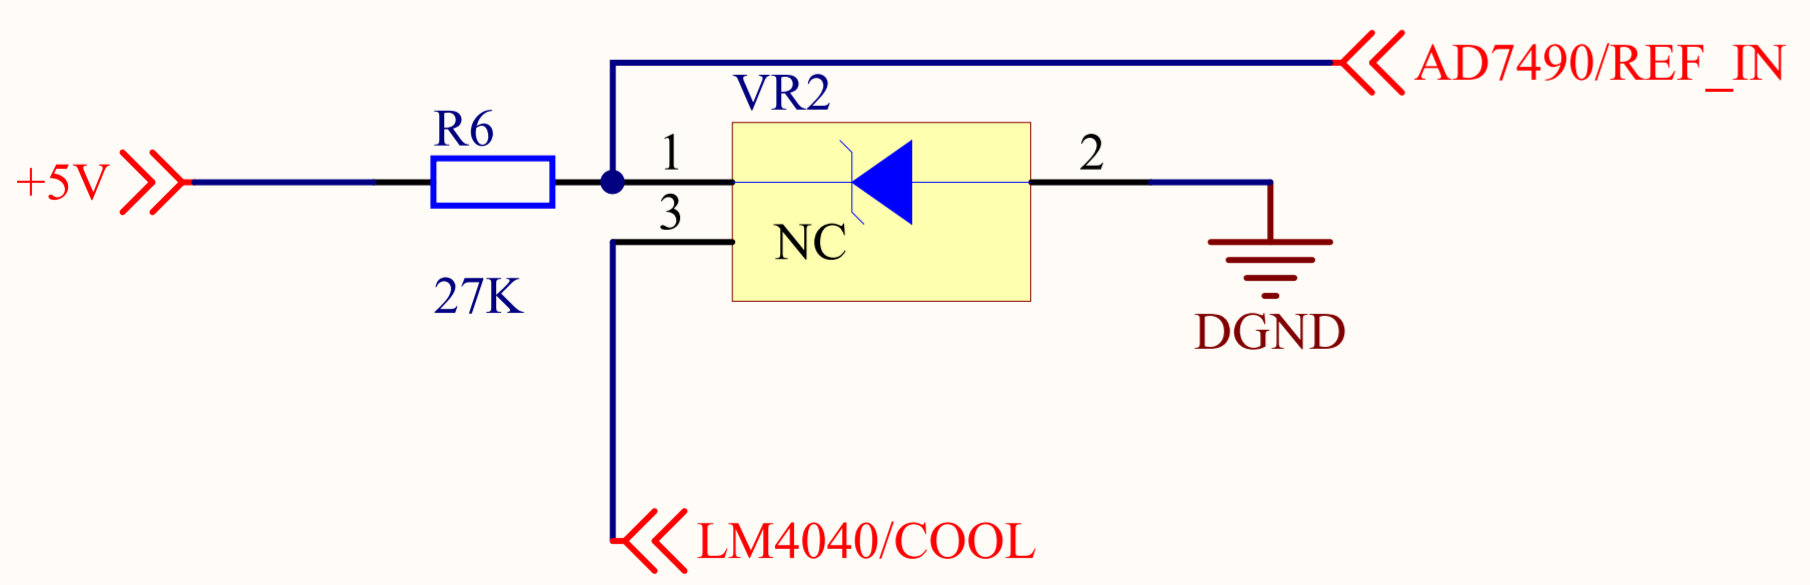 AD7490/REF_IN
VR2
R6
1
2
+5V
3
NC
27K
DGND
LM4040/COOL